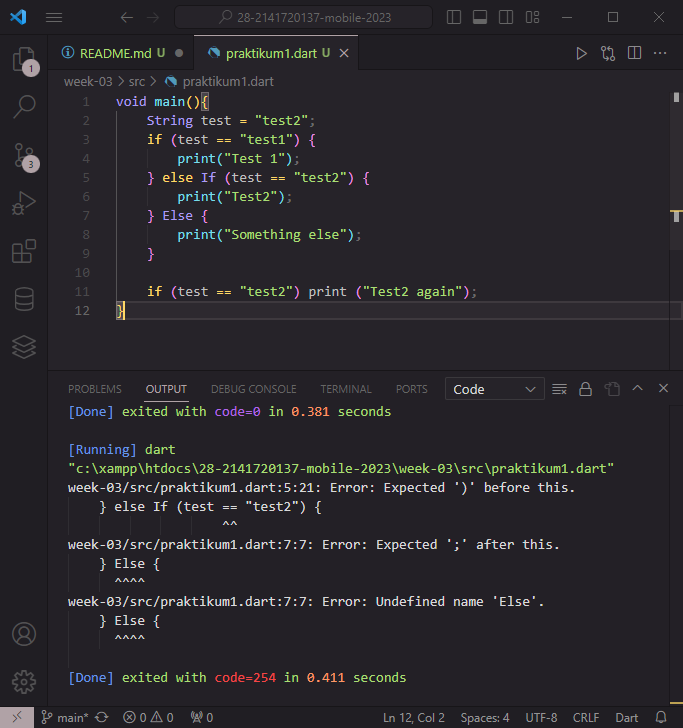 28-2141720137-mobile-2023
README.md U
praktikum1.dart U
week-03 > src > praktikum1.dart
1 void main(){
2 String test = "test2";
3 if (test == "test1") {
4 print("Test 1");
5 } else If (test == "test2") {
6 print("Test2");
7 } Else {
8 print("Something else");
9 }
10
11 if (test == "test2") print ("Test2 again");
12 }
1
3
PROBLEMS OUTPUT DEBUG CONSOLE TERMINAL PORTS Code
[Done] exited with code=0 in 0.381 seconds
[Running] dart
"c:\xampp\htdocs\28-2141720137-mobile-2023\week-03\src\praktikum1.dart"
week-03/src/praktikum1.dart:5:21: Error: Expected ')' before this.
} else If (test == "test2") {
^^
week-03/src/praktikum1.dart:7:7: Error: Expected ';' after this.
} Else {
^^^^
week-03/src/praktikum1.dart:7:7: Error: Undefined name 'Else'.
} Else {
^^^^
[Done] exited with code=254 in 0.411 seconds
main* 0 0 0 Ln 12, Col 2 Spaces: 4 UTF-8 CRLF Dart